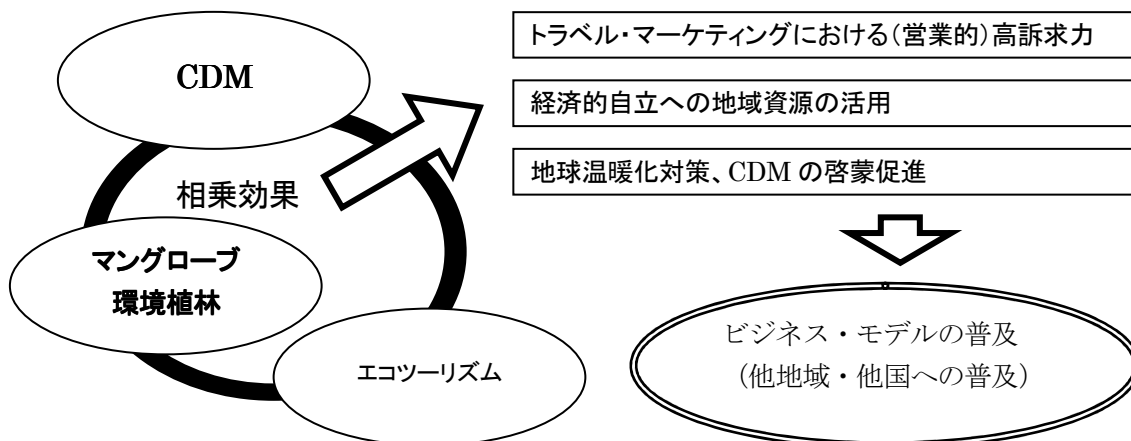 CDM
相乗効果
マングローブ
環境植林
エコツーリズム
トラベル・マーケティングにおける(営業的)高訴求力
経済的自立への地域資源の活用
地球温暖化対策、CDM の啓蒙促進
ビジネス・モデルの普及
(他地域・他国への普及)